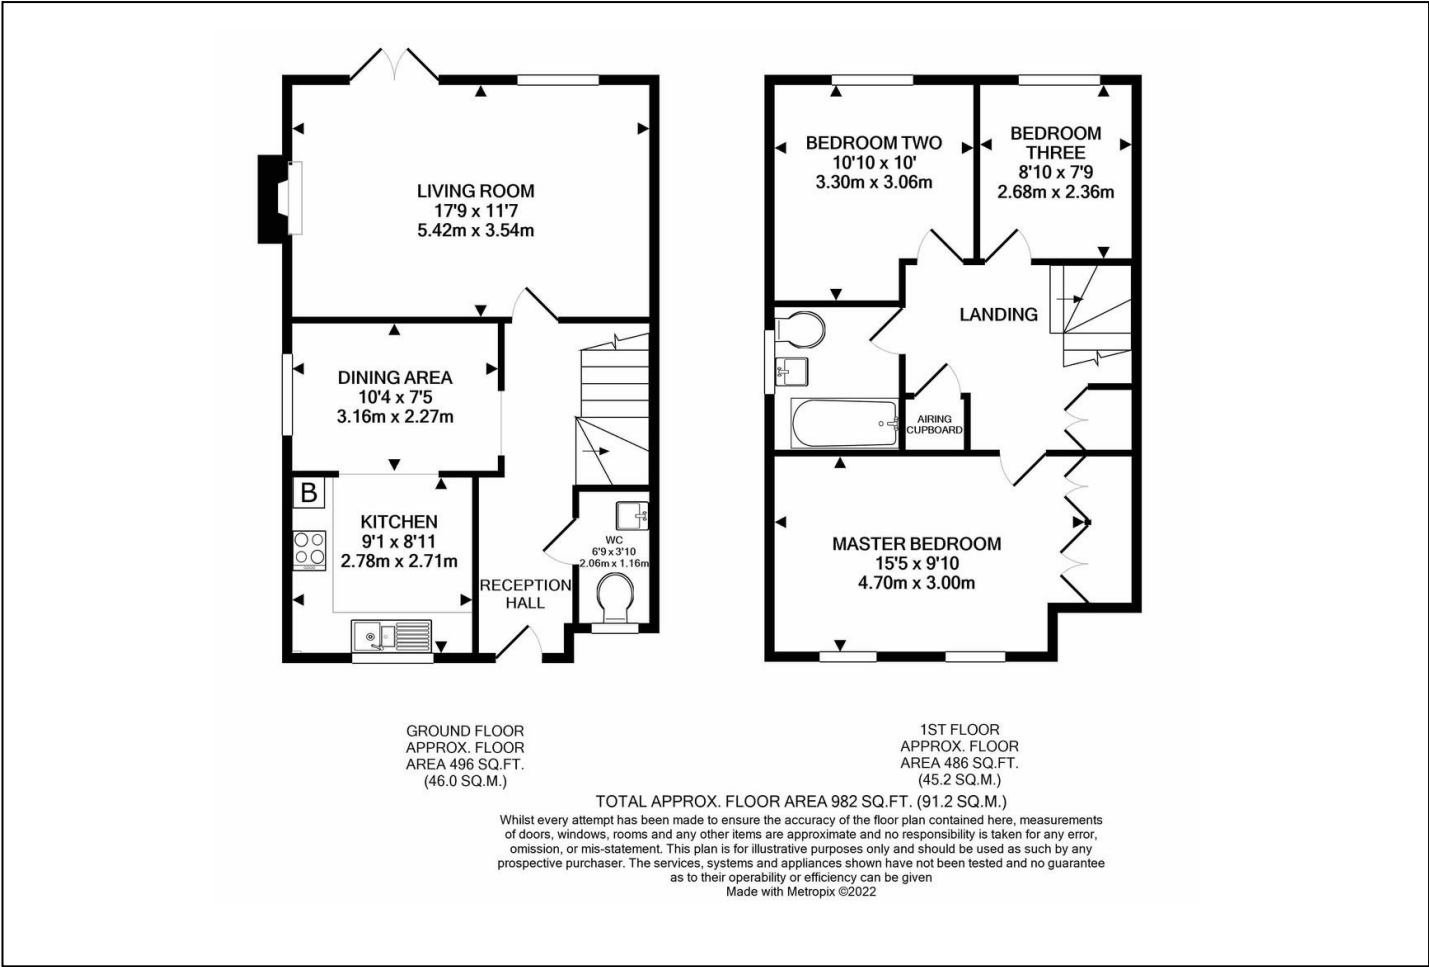 LIVING ROOM
17'9 x 11'7
5.42m x 3.54m
DINING AREA
10'4 x 7'5
3.16m x 2.27m
B
KITCHEN
9'1 x 8'11
2.78m x 2.71m
WC
6'9 x 3'10
2.06m x 1.16m
RECEPTION
HALL
BEDROOM TWO
10'10 x 10'
3.30m x 3.06m
BEDROOM
THREE
8'10 x 7'9
2.68m x 2.36m
LANDING
AIRING
CUPBOARD
MASTER BEDROOM
15'5 x 9'10
4.70m x 3.00m
GROUND FLOOR
APPROX. FLOOR
AREA 496 SQ.FT.
(46.0 SQ.M.)
1ST FLOOR
APPROX. FLOOR
AREA 486 SQ.FT.
(45.2 SQ.M.)
TOTAL APPROX. FLOOR AREA 982 SQ.FT. (91.2 SQ.M.)
Whilst every attempt has been made to ensure the accuracy of the floor plan contained here, measurements
of doors, windows, rooms and any other items are approximate and no responsibility is taken for any error,
omission, or mis-statement. This plan is for illustrative purposes only and should be used as such by any
prospective purchaser. The services, systems and appliances shown have not been tested and no guarantee
as to their operability or efficiency can be given
Made with Metropix ©2022